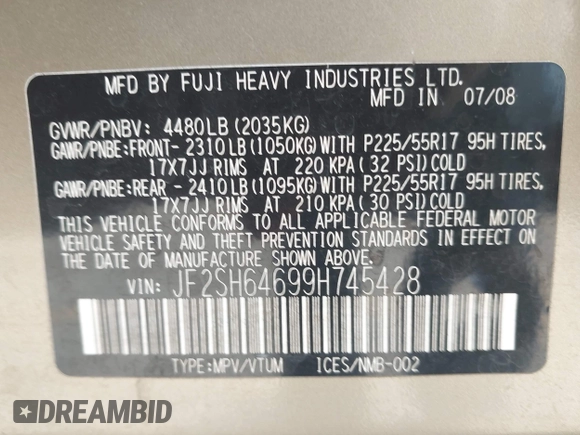 MFD BY FUJI HEAVY INDUSTRIES LTD.
MFD IN 07/08
GVWR/PNBV: 4480LB(2035KG)
GAWR/PNBE:FRONT-2310LB(1050KG)WITH P225/55R17 95H TIRES,
17X7JJ RIMS AT 220 KPA(32 PSI)COLD
GAWR/PNBE:REAR -2410LB(1095KG)WITH P225/55R17 95H TIRES,
17X7JJ RIMS AT 210 KPA(30 PSI)COLD
THIS VEHICLE CONFORMS TO ALL APPLICABLE FEDERAL MOTOR
VEHICLE SAFETY AND THEFT PREVENTION STANDARDS IN EFFECT ON
THE DATE OF MANUFACTURE SHOWN ABOVE.
VIN: JF2SH64699H745428
TYPE:MPV/VTUM ICES/NMB-002
DREAMBID